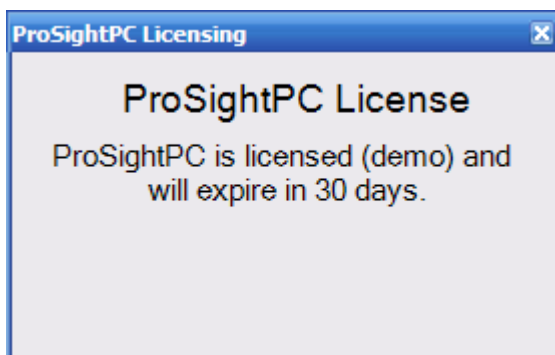 ProSightPC Licensing
ProSightPC License
ProSightPC is licensed (demo) and
will expire in 30 days.